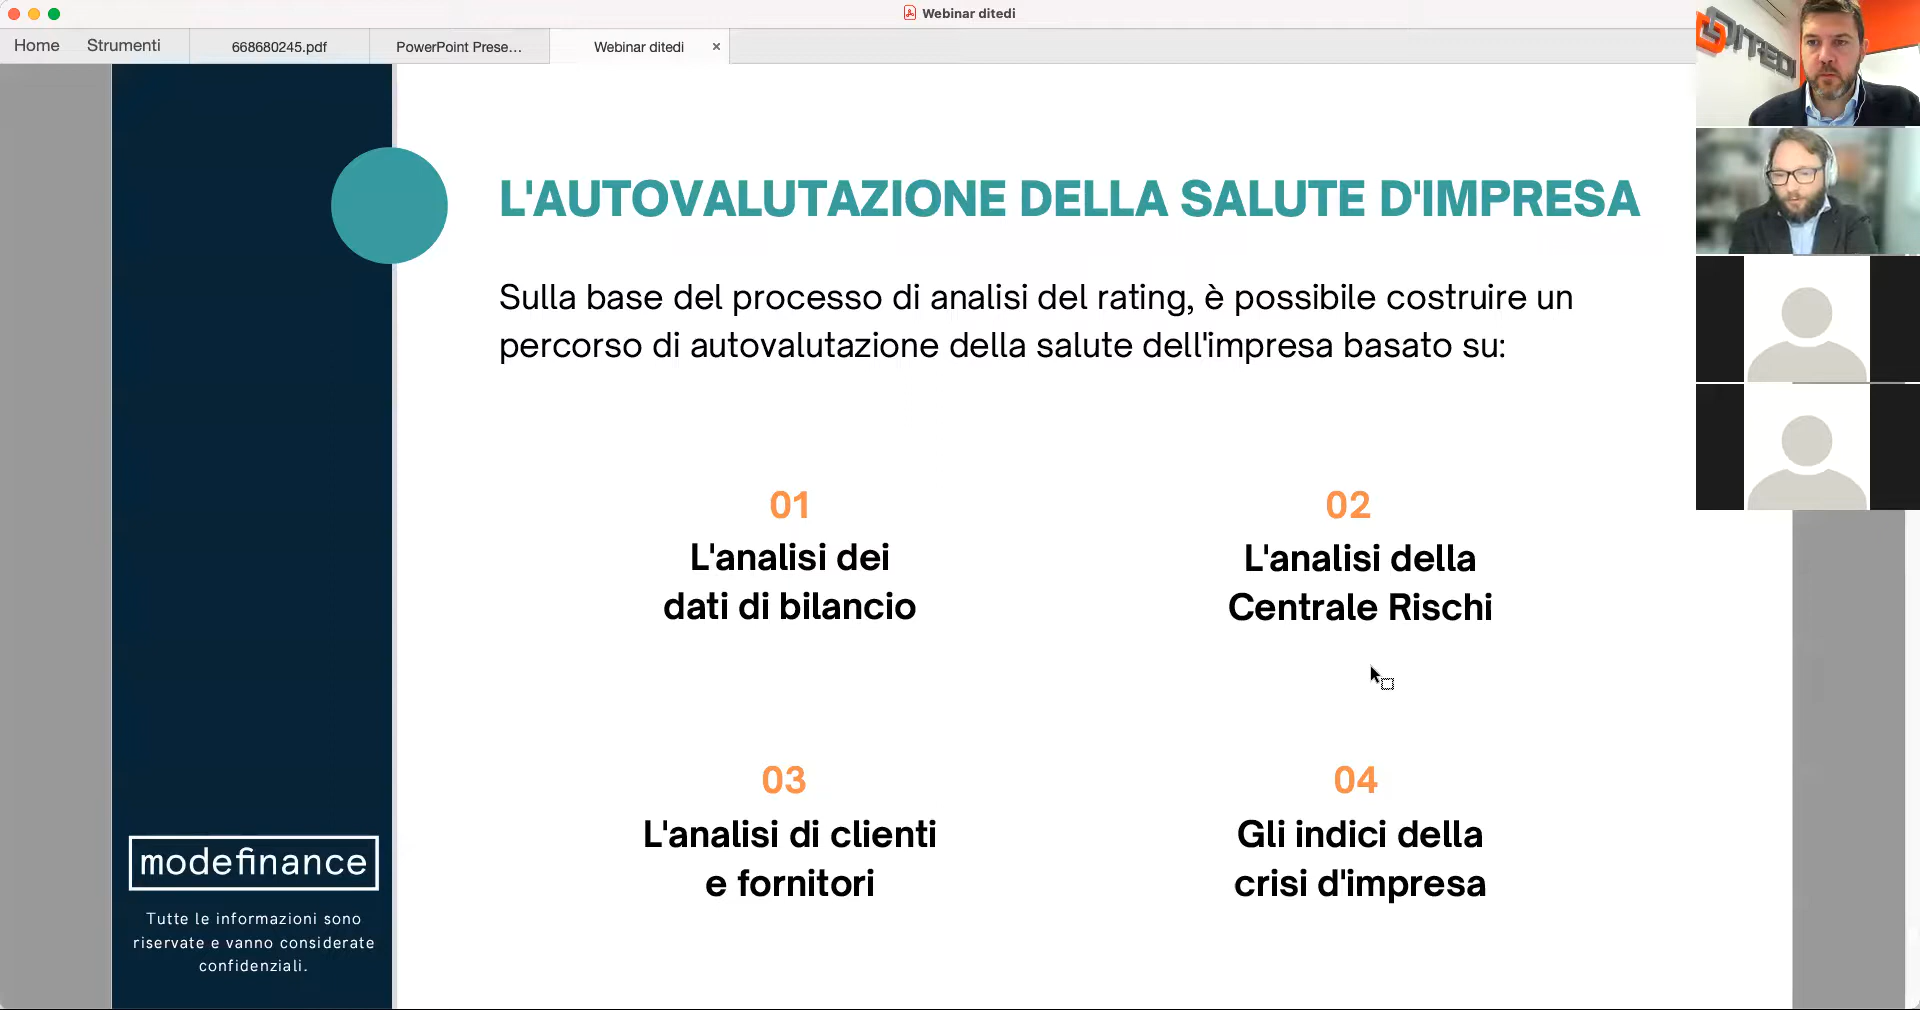 Webinar ditedi
Home
Strumenti
668680245.pdf
PowerPoint Prese...
Webinar ditedi
×
DITEDI
L'AUTOVALUTAZIONE DELLA SALUTE D'IMPRESA
Sulla base del processo di analisi del rating, è possibile costruire un
percorso di autovalutazione della salute dell'impresa basato su:
01
L'analisi dei
dati di bilancio
02
L'analisi della
Centrale Rischi
03
L'analisi di clienti
e fornitori
04
Gli indici della
crisi d'impresa
modefinance
Tutte le informazioni sono
riservate e vanno considerate
confidenziali.